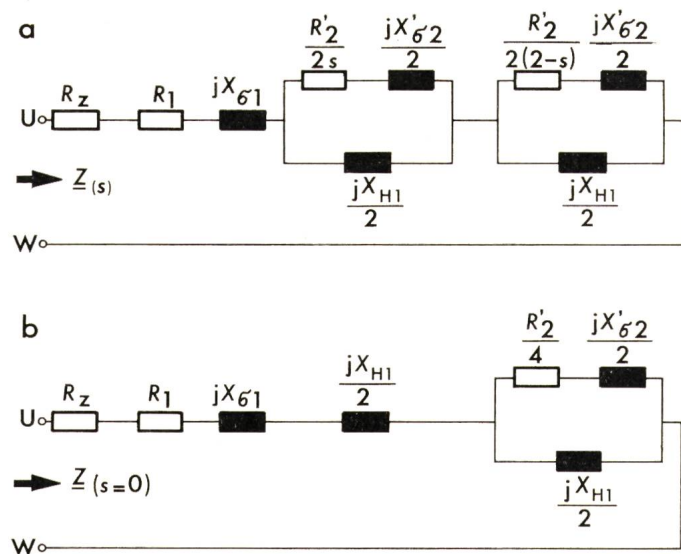 a
R'2 / 2s
jX'σ2 / 2
R'2 / 2(2-s)
jX'σ2 / 2
U
Rz
R1
jXσ1
Z(s)
jXH1 / 2
jXH1 / 2
W
b
R'2 / 4
jX'σ2 / 2
U
Rz
R1
jXσ1
jXH1 / 2
Z(s=0)
jXH1 / 2
W